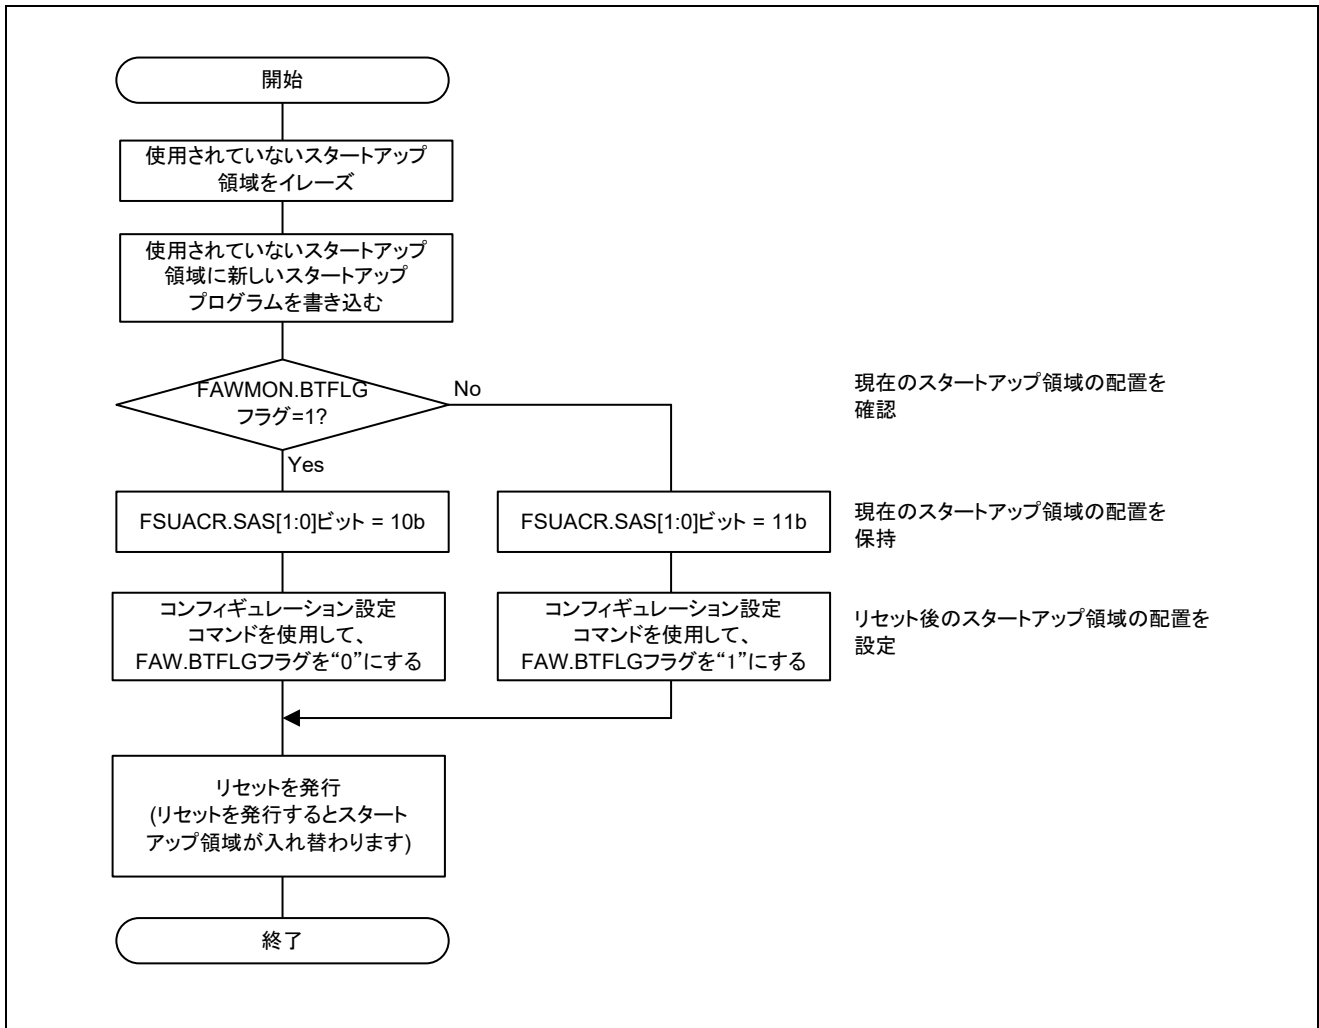 開始
使用されていないスタートアップ
領域をイレーズ
使用されていないスタートアップ
領域に新しいスタートアップ
プログラムを書き込む
FAWMON.BTFLG
フラグ=1?
No
現在のスタートアップ領域の配置を
確認
Yes
FSUACR.SAS[1:0]ビット = 10b
FSUACR.SAS[1:0]ビット = 11b
現在のスタートアップ領域の配置を
保持
コンフィギュレーション設定
コマンドを使用して、
FAW.BTFLGフラグを“0”にする
コンフィギュレーション設定
コマンドを使用して、
FAW.BTFLGフラグを“1”にする
リセット後のスタートアップ領域の配置を
設定
リセットを発行
(リセットを発行するとスタート
アップ領域が入れ替わります)
終了